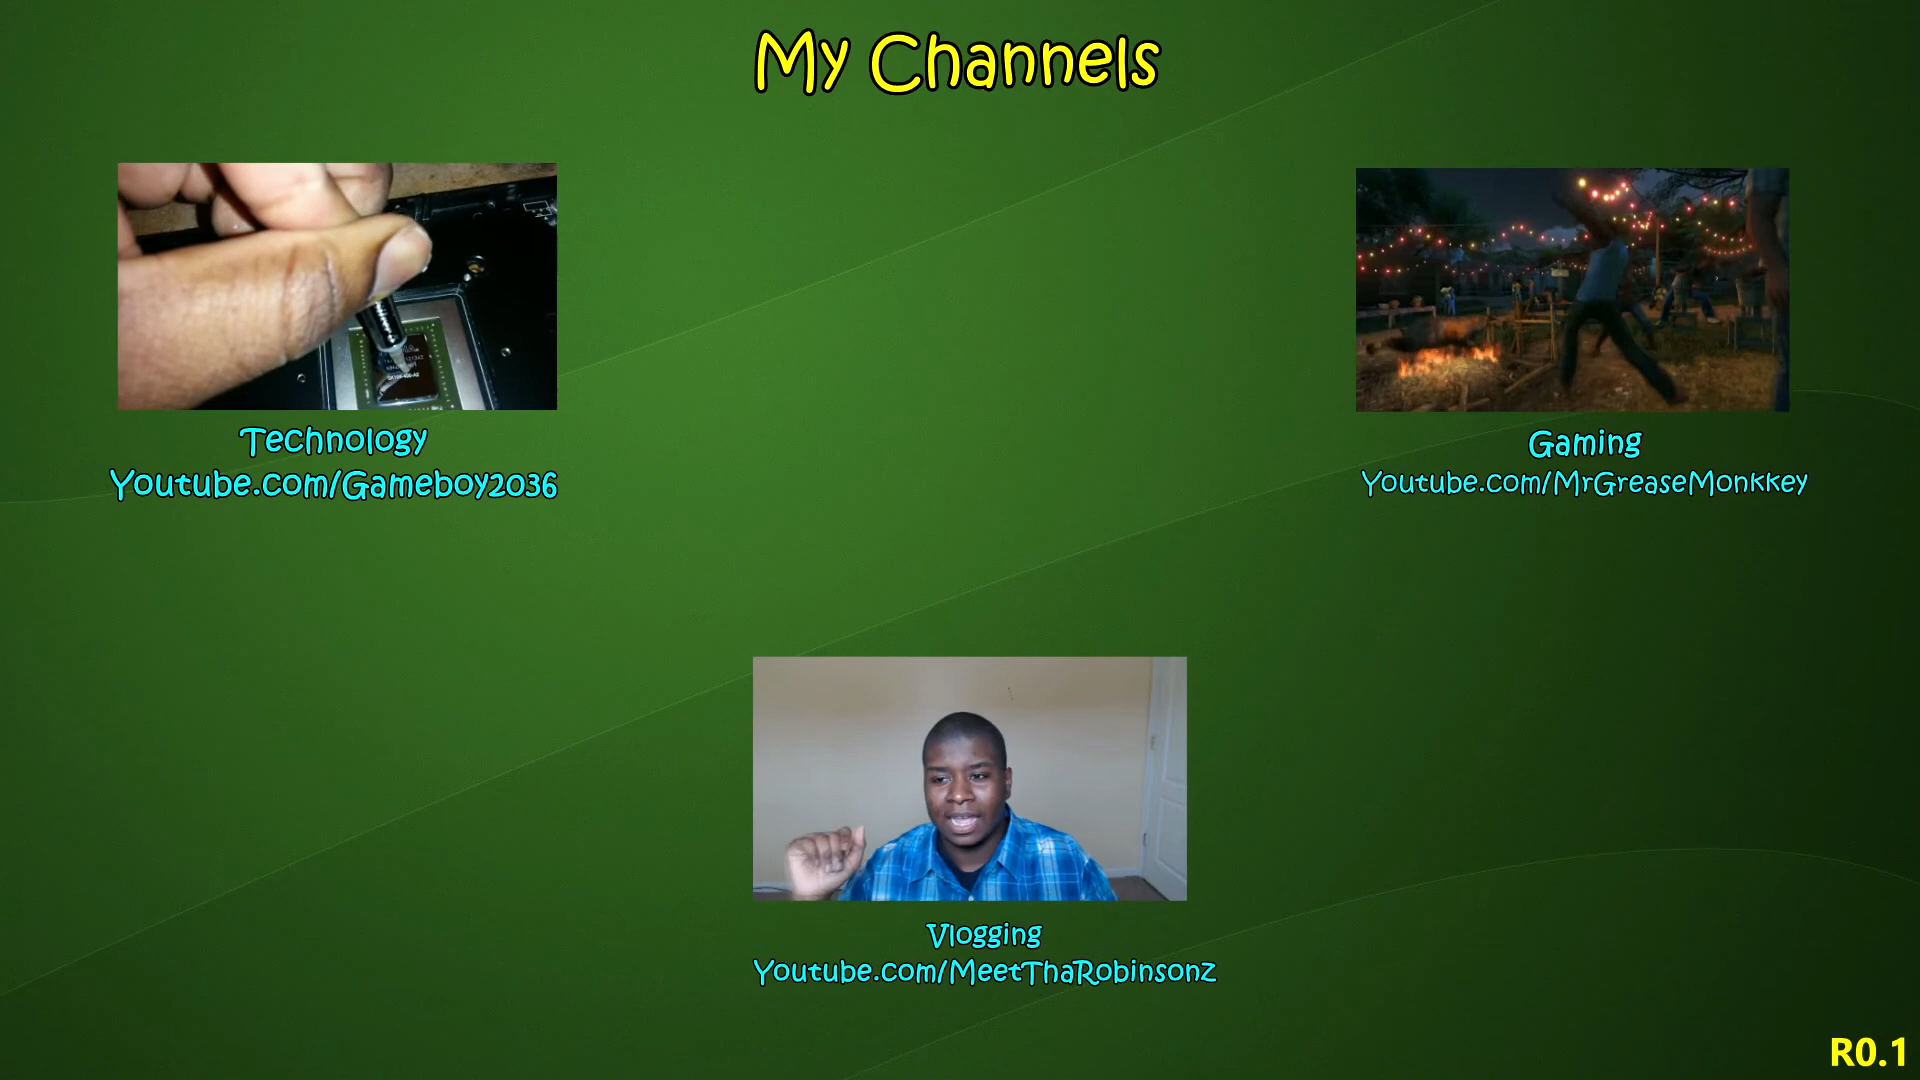 My Channels
Technology
Youtube.com/Gameboy2036
Gaming
Youtube.com/MrGreaseMonkkey
Vlogging
Youtube.com/MeetThaRobinsonz
R0.1